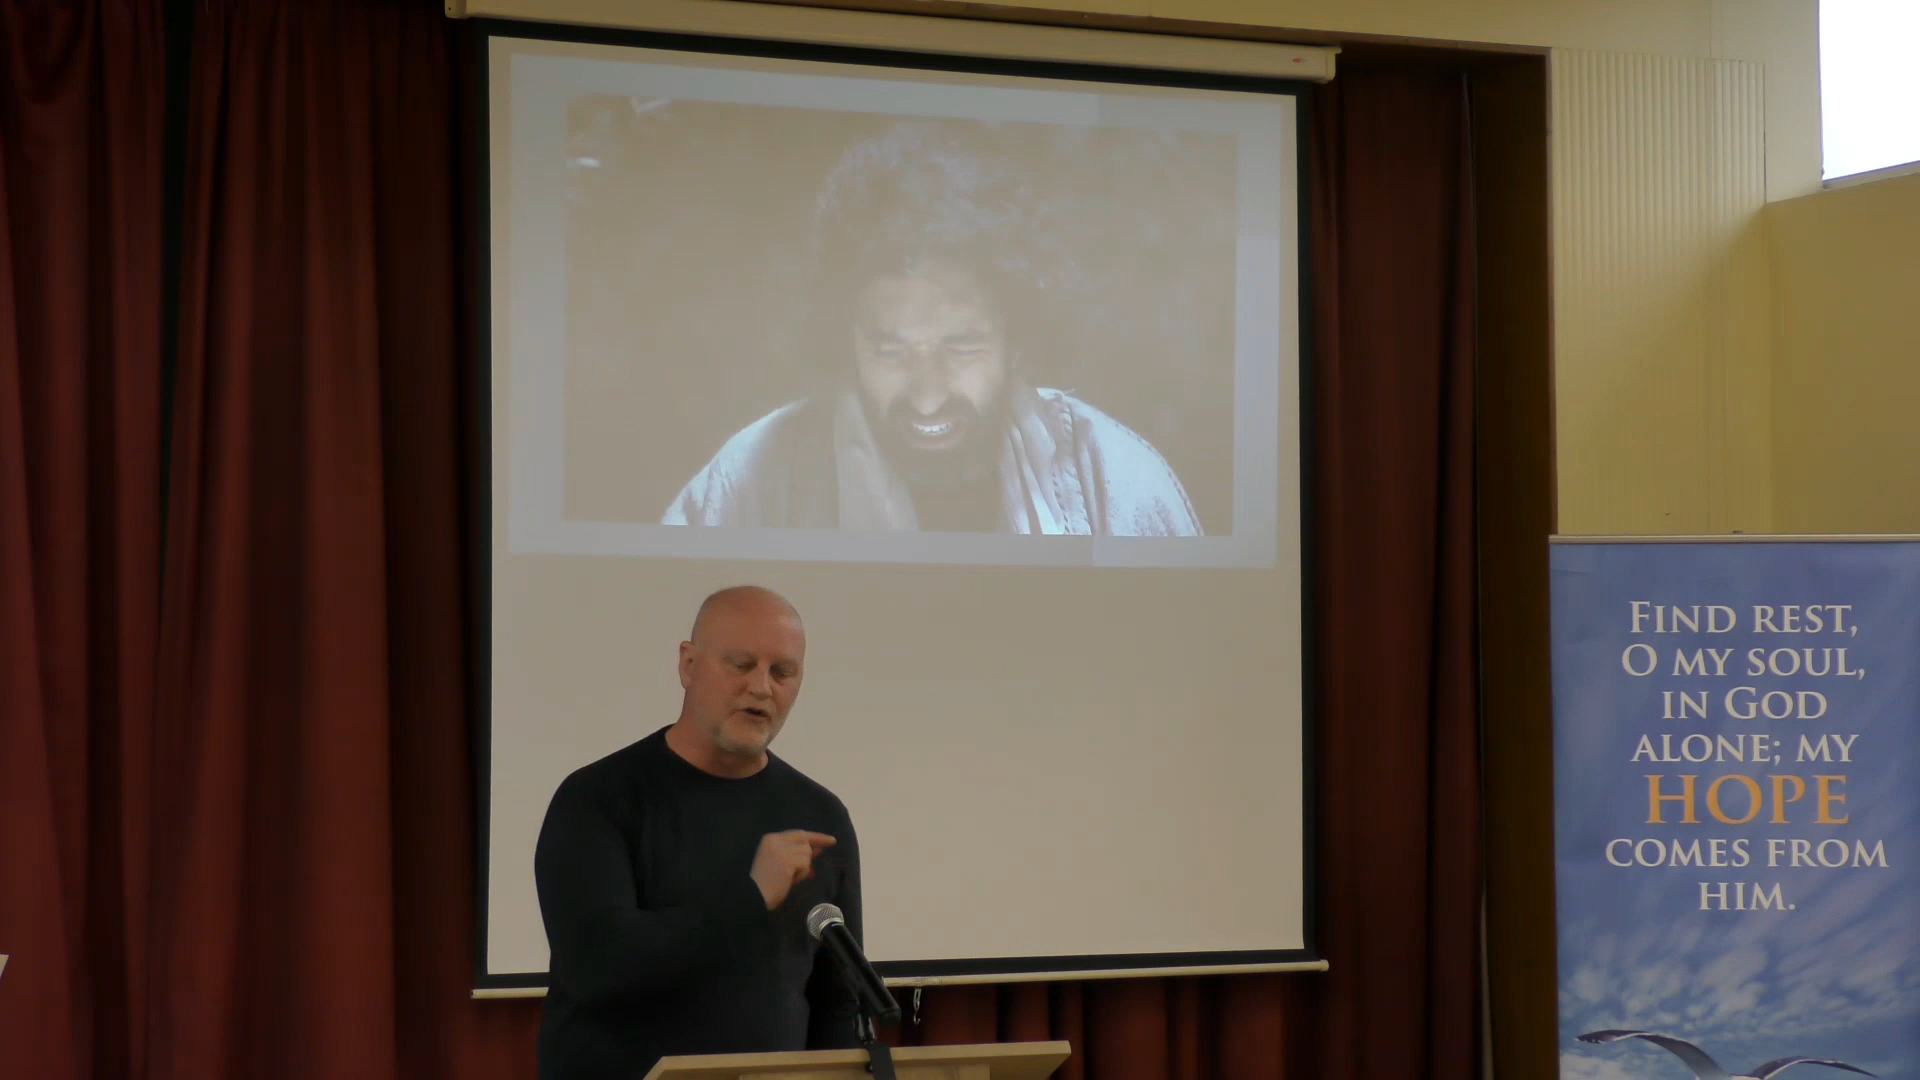 FIND REST,
O MY SOUL,
IN GOD
ALONE; MY
HOPE
COMES FROM
HIM.